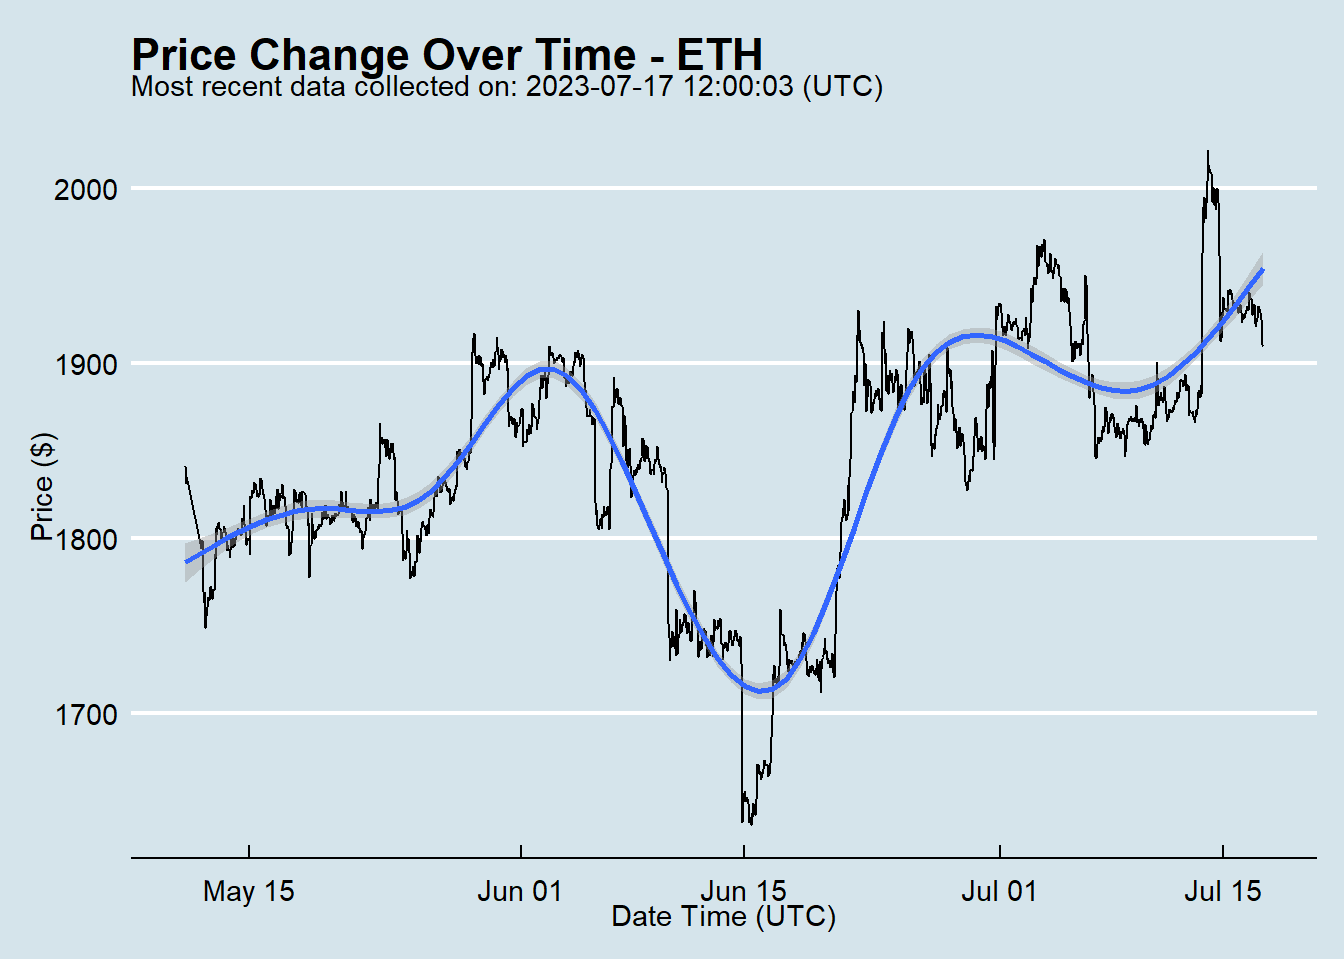 Price Change Over Time - ETH
Most recent data collected on: 2023-07-17 12:00:03 (UTC)
Price ($)
2000
1900
1800
1700
May 15
Jun 01
Jun 15
Jul 01
Jul 15
Date Time (UTC)